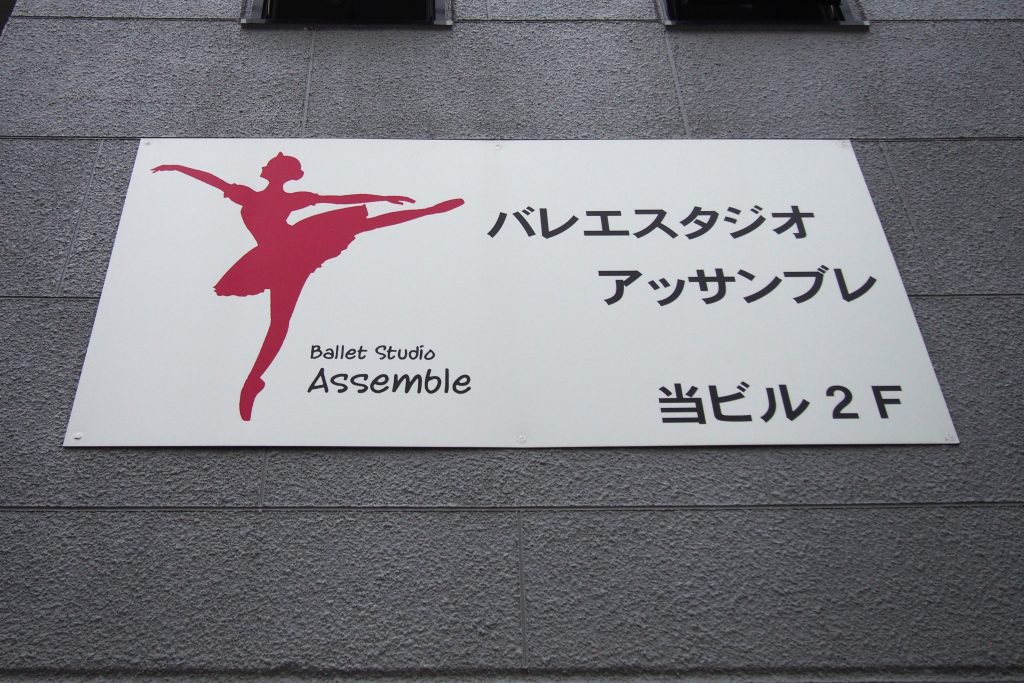 バレエスタジオ
アッサンブレ
Ballet Studio
Assemble
当ビル2F